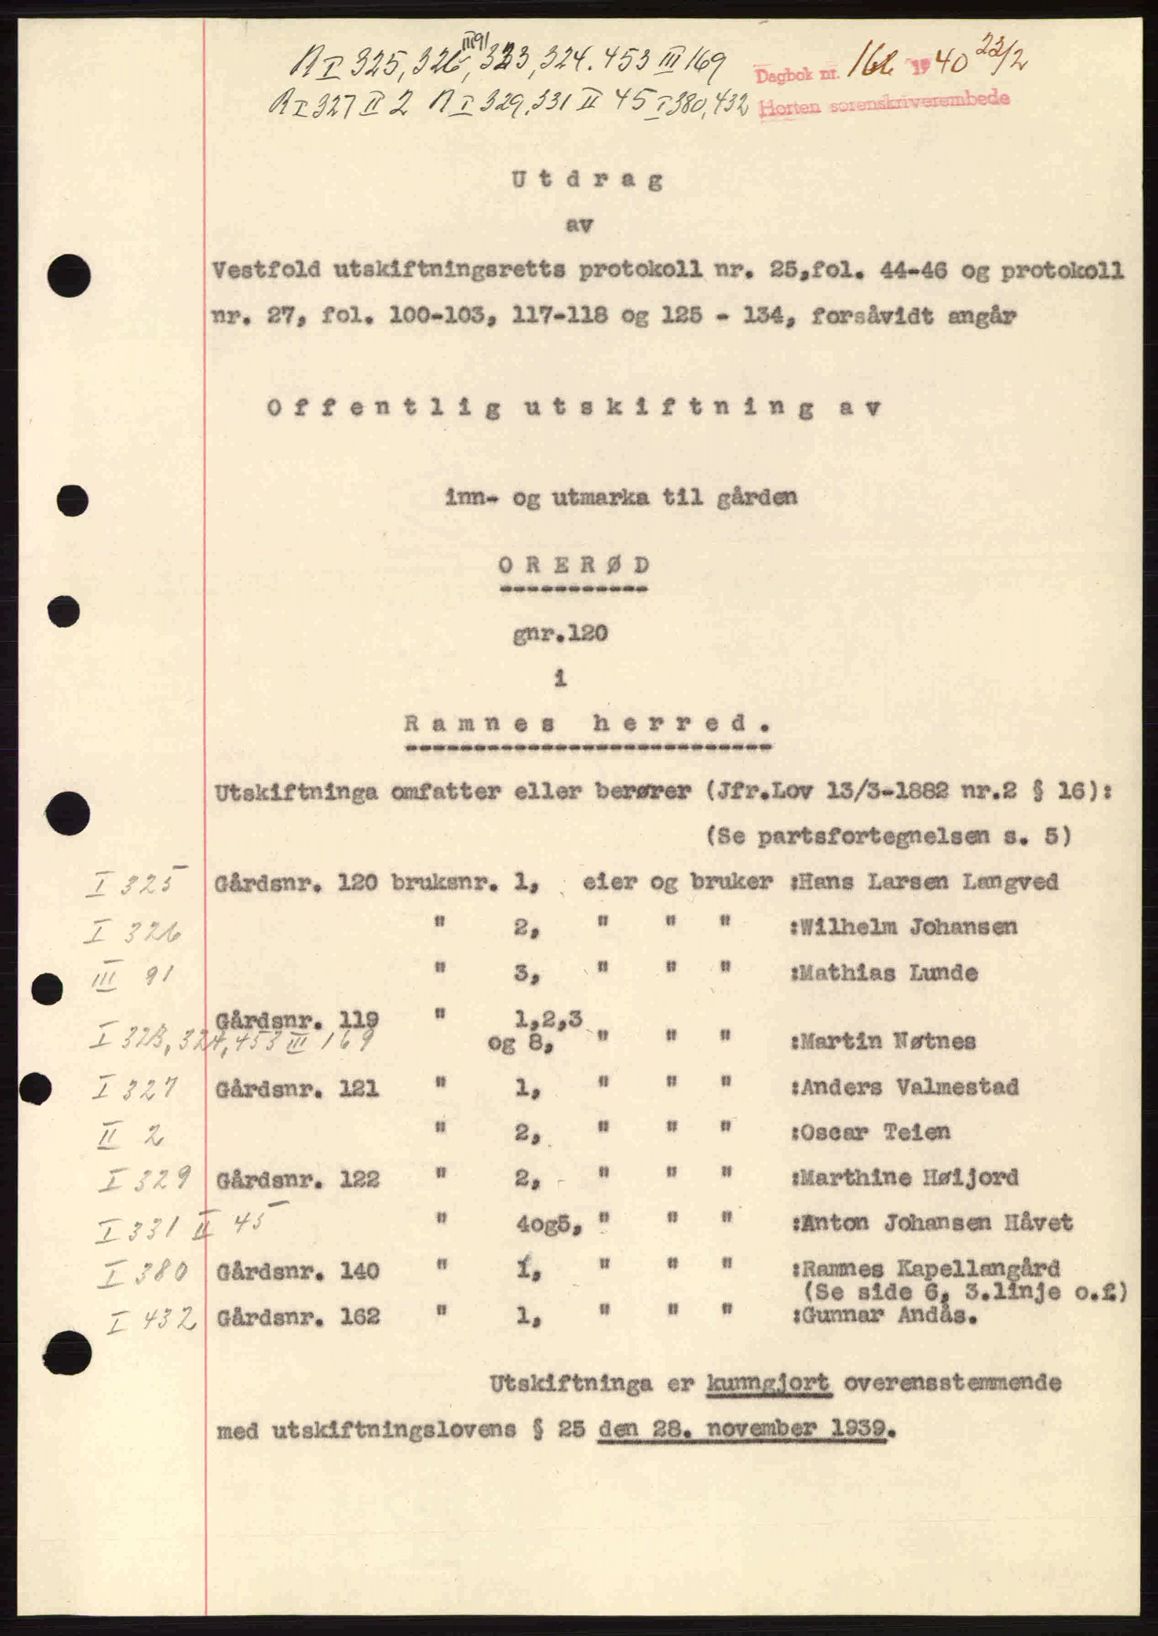 R I 325, 326, III 91, 323, 324. 453 III 169
R I 327 II 2 R I 329, 331 II 45 I 380, 432
Dagbok nr. 1940 23/2
Horten sorenskriverembede
Utdrag
av
Vestfold utskiftningsretts protokoll nr. 25,fol. 44-46 og protokoll
nr. 27, fol. 100-103, 117-118 og 125 - 134, forsåvidt angår
Offentlig utskiftning av
inn- og utmarka til gården
ORERØD
gnr.120
i
Ramnes herred.
Utskiftninga omfatter eller berører (Jfr.Lov 13/3-1882 nr.2 § 16):
(Se partsfortegnelsen s. 5)
I 325 Gårdsnr. 120 bruksnr. 1, eier og bruker :Hans Larsen Langved
I 326 " 2, " " " :Wilhelm Johansen
III 91 " 3, " " " :Mathias Lunde
Gårdsnr. 119 " 1,2,3
I 323, 324, 453 III 169 og 8, " " " :Martin Nøtnes
I 327 Gårdsnr. 121 " 1, " " " :Anders Valmestad
II 2 " 2, " " " :Oscar Teien
I 329 Gårdsnr. 122 " 2, - " " " :Marthine Høijord
I 331 II 45 " 4og5, " " " :Anton Johansen Håvet
I 380 Gårdsnr. 140 " 1, " " " :Ramnes Kapellangård
(Se side 6, 3.linje o.f.)
I 432 Gårdsnr. 162 " 1, " " " :Gunnar Andås.
Utskiftninga er kunngjort overensstemmende
med utskiftningslovens § 25 den 28. november 1939.